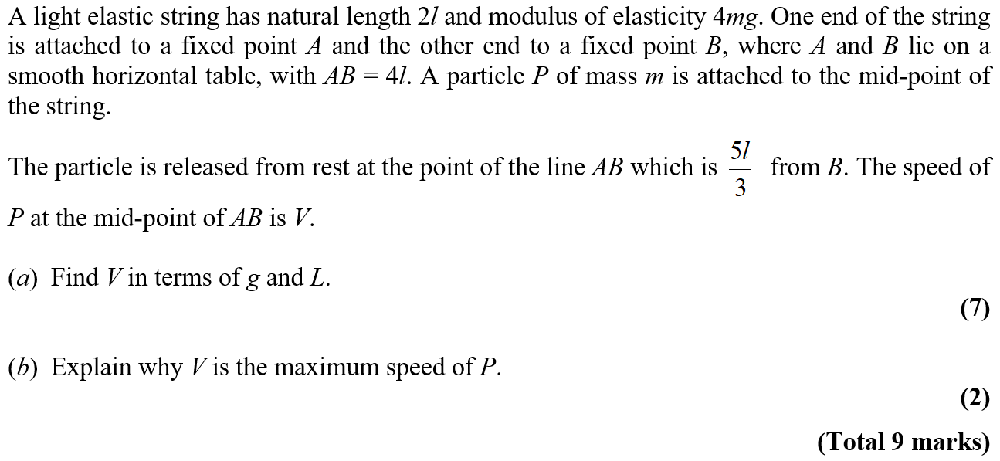 A light elastic string has natural length 2l and modulus of elasticity 4mg. One end of the string
is attached to a fixed point A and the other end to a fixed point B, where A and B lie on a
smooth horizontal table, with AB = 4l. A particle P of mass m is attached to the mid-point of
the string.
The particle is released from rest at the point of the line AB which is 5l/3 from B. The speed of
P at the mid-point of AB is V.
(a) Find V in terms of g and L.
(7)
(b) Explain why V is the maximum speed of P.
(2)
(Total 9 marks)